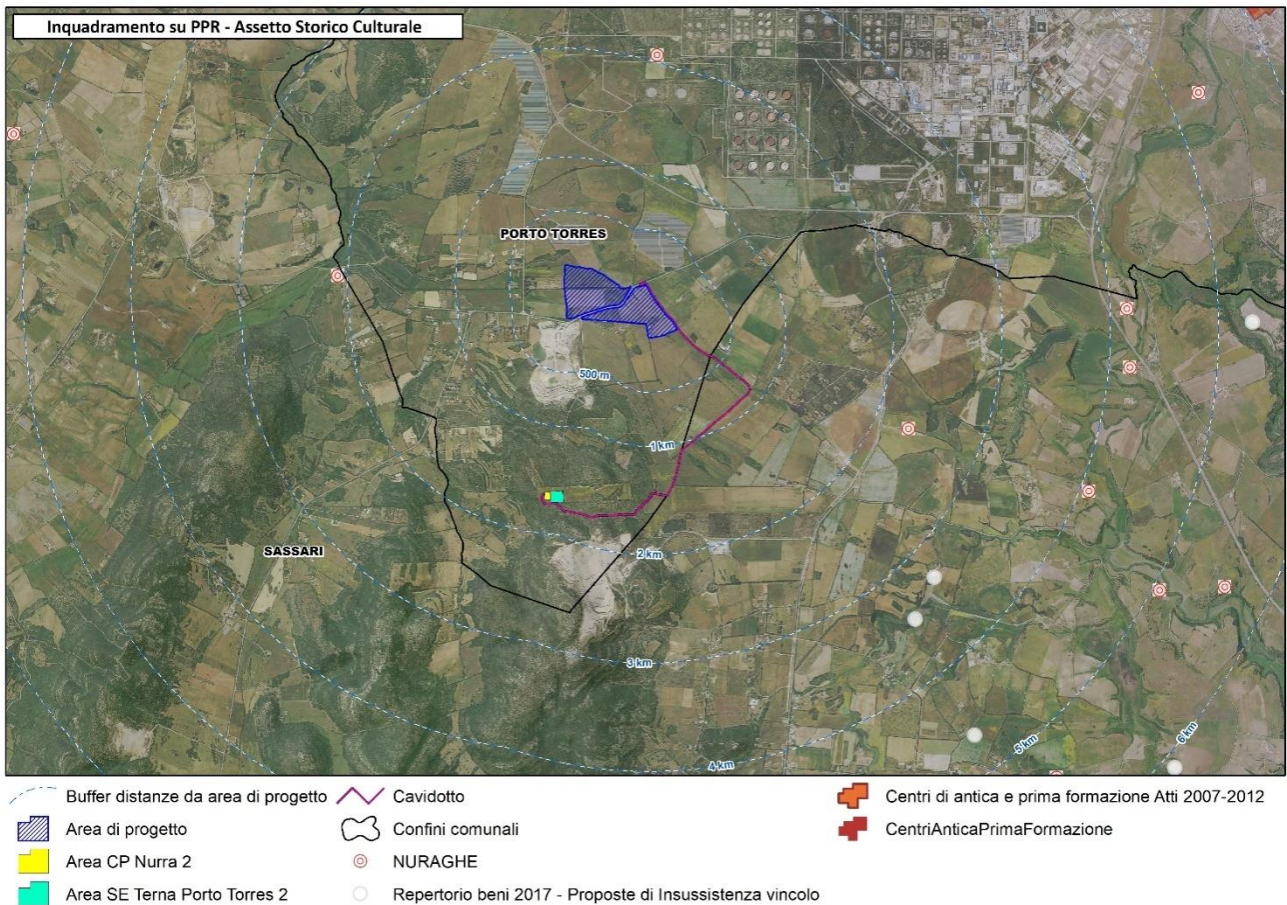 Inquadramento su PPR - Assetto Storico Culturale
PORTO TORRES
500 m
1 km
SASSARI
2 km
3 km
4 km
5 km
6 km
Buffer distanze da area di progetto
Cavidotto
Centri di antica e prima formazione Atti 2007-2012
Area di progetto
Confini comunali
CentriAnticaPrimaFormazione
Area CP Nurra 2
NURAGHE
Area SE Terna Porto Torres 2
Repertorio beni 2017 - Proposte di Insussistenza vincolo